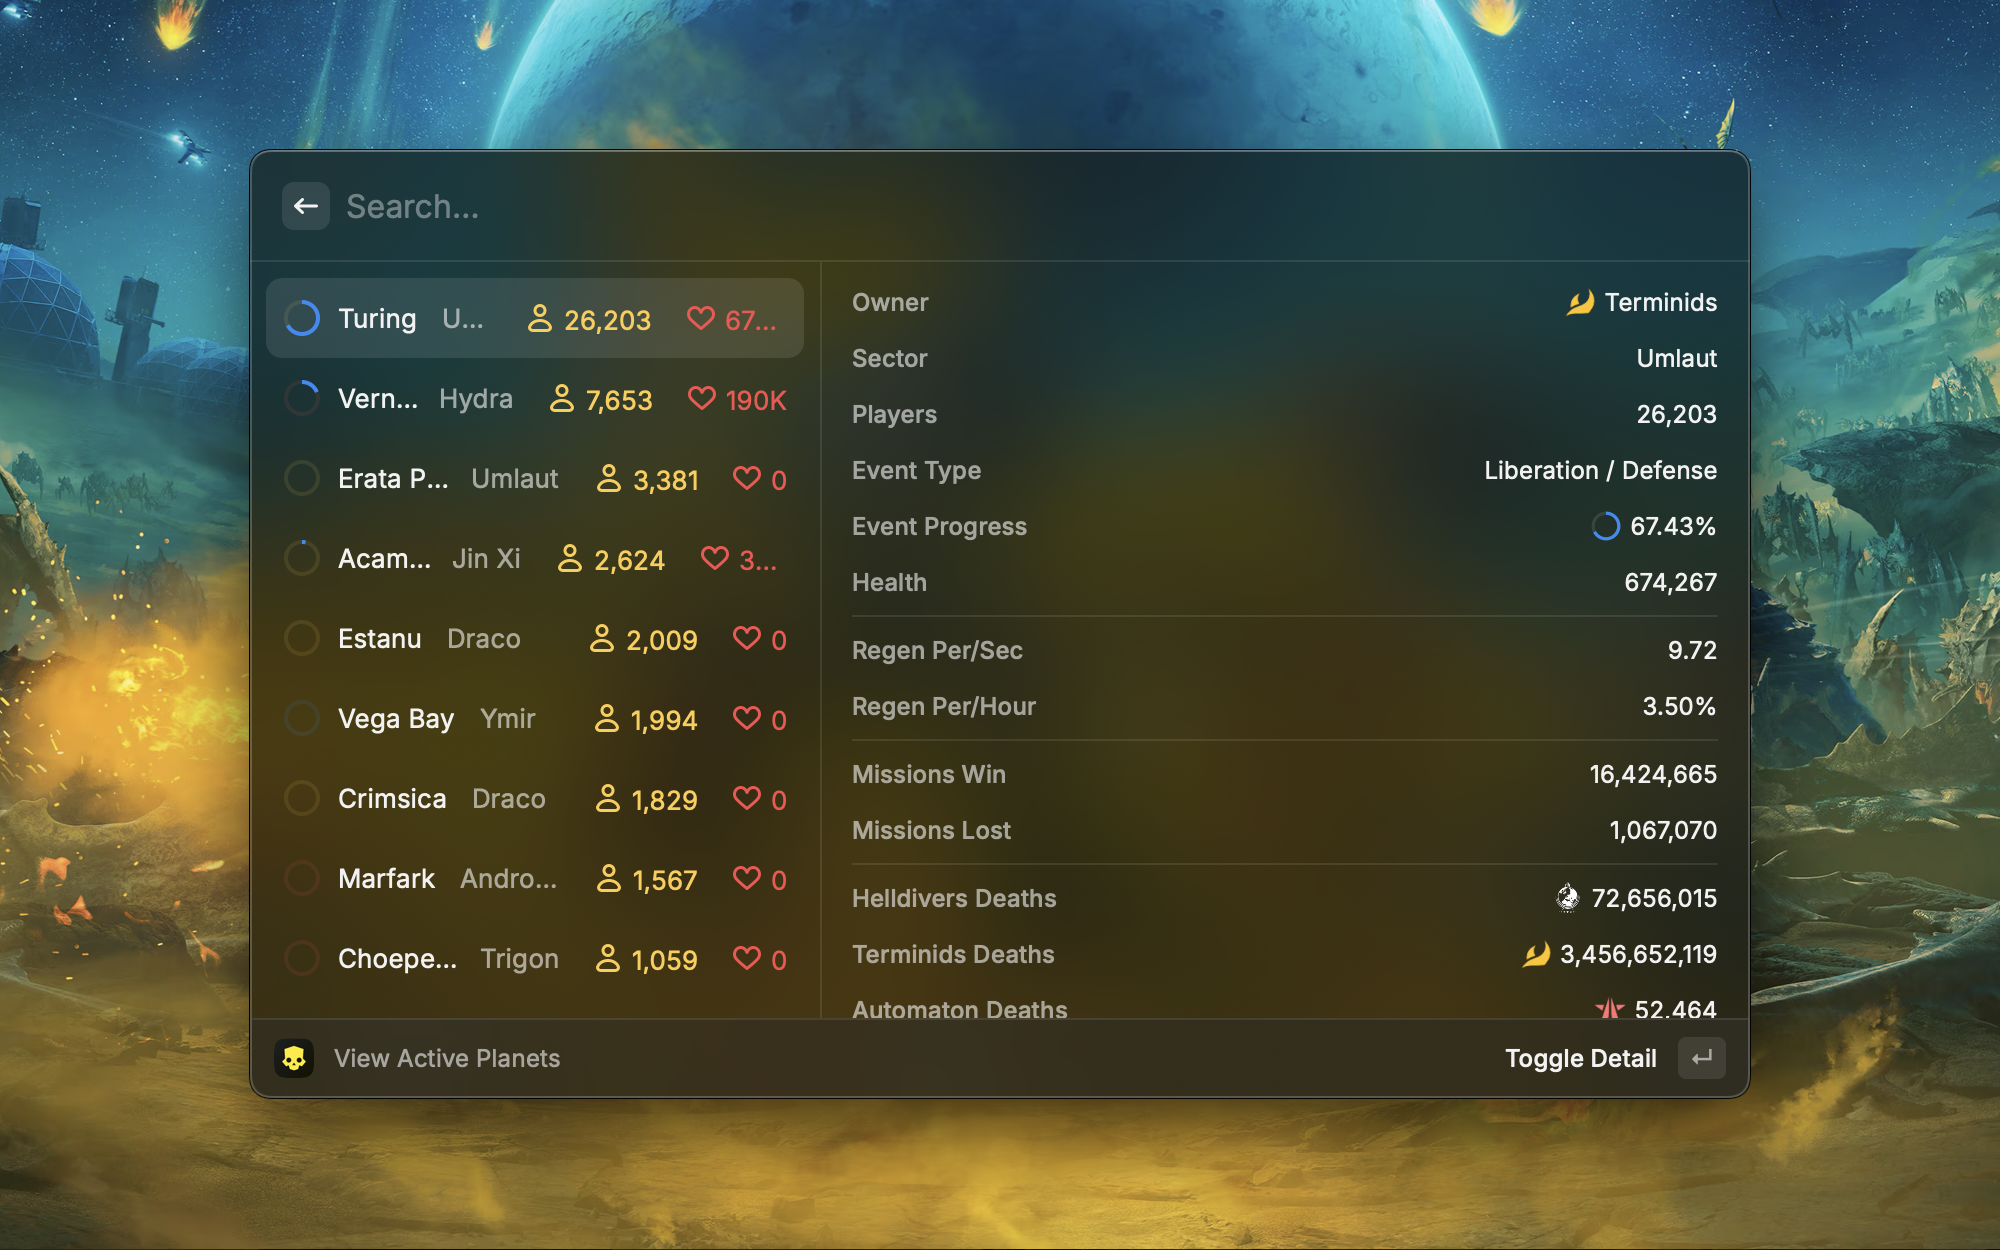 Search...
Turing U... 26,203 67...
Vern... Hydra 7,653 190K
Erata P... Umlaut 3,381 0
Acam... Jin Xi 2,624 3...
Estanu Draco 2,009 0
Vega Bay Ymir 1,994 0
Crimsica Draco 1,829 0
Marfark Andro... 1,567 0
Choepe... Trigon 1,059 0
Owner Terminids
Sector Umlaut
Players 26,203
Event Type Liberation / Defense
Event Progress 67.43%
Health 674,267
Regen Per/Sec 9.72
Regen Per/Hour 3.50%
Missions Win 16,424,665
Missions Lost 1,067,070
Helldivers Deaths 72,656,015
Terminids Deaths 3,456,652,119
Automaton Deaths 52,464
View Active Planets
Toggle Detail